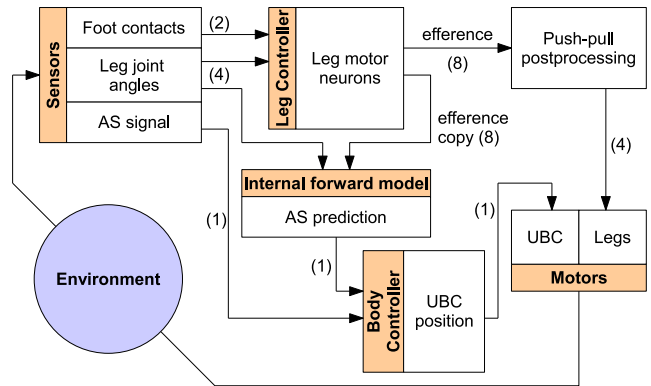 Sensors
Foot contacts
Leg joint
angles
AS signal
(2)
(4)
Leg Controller
Leg motor
neurons
efference
(8)
Push-pull
postprocessing
efference
copy (8)
(4)
Internal forward model
AS prediction
(1)
(1)
(1)
UBC
Legs
Motors
Environment
Body
Controller
UBC
position